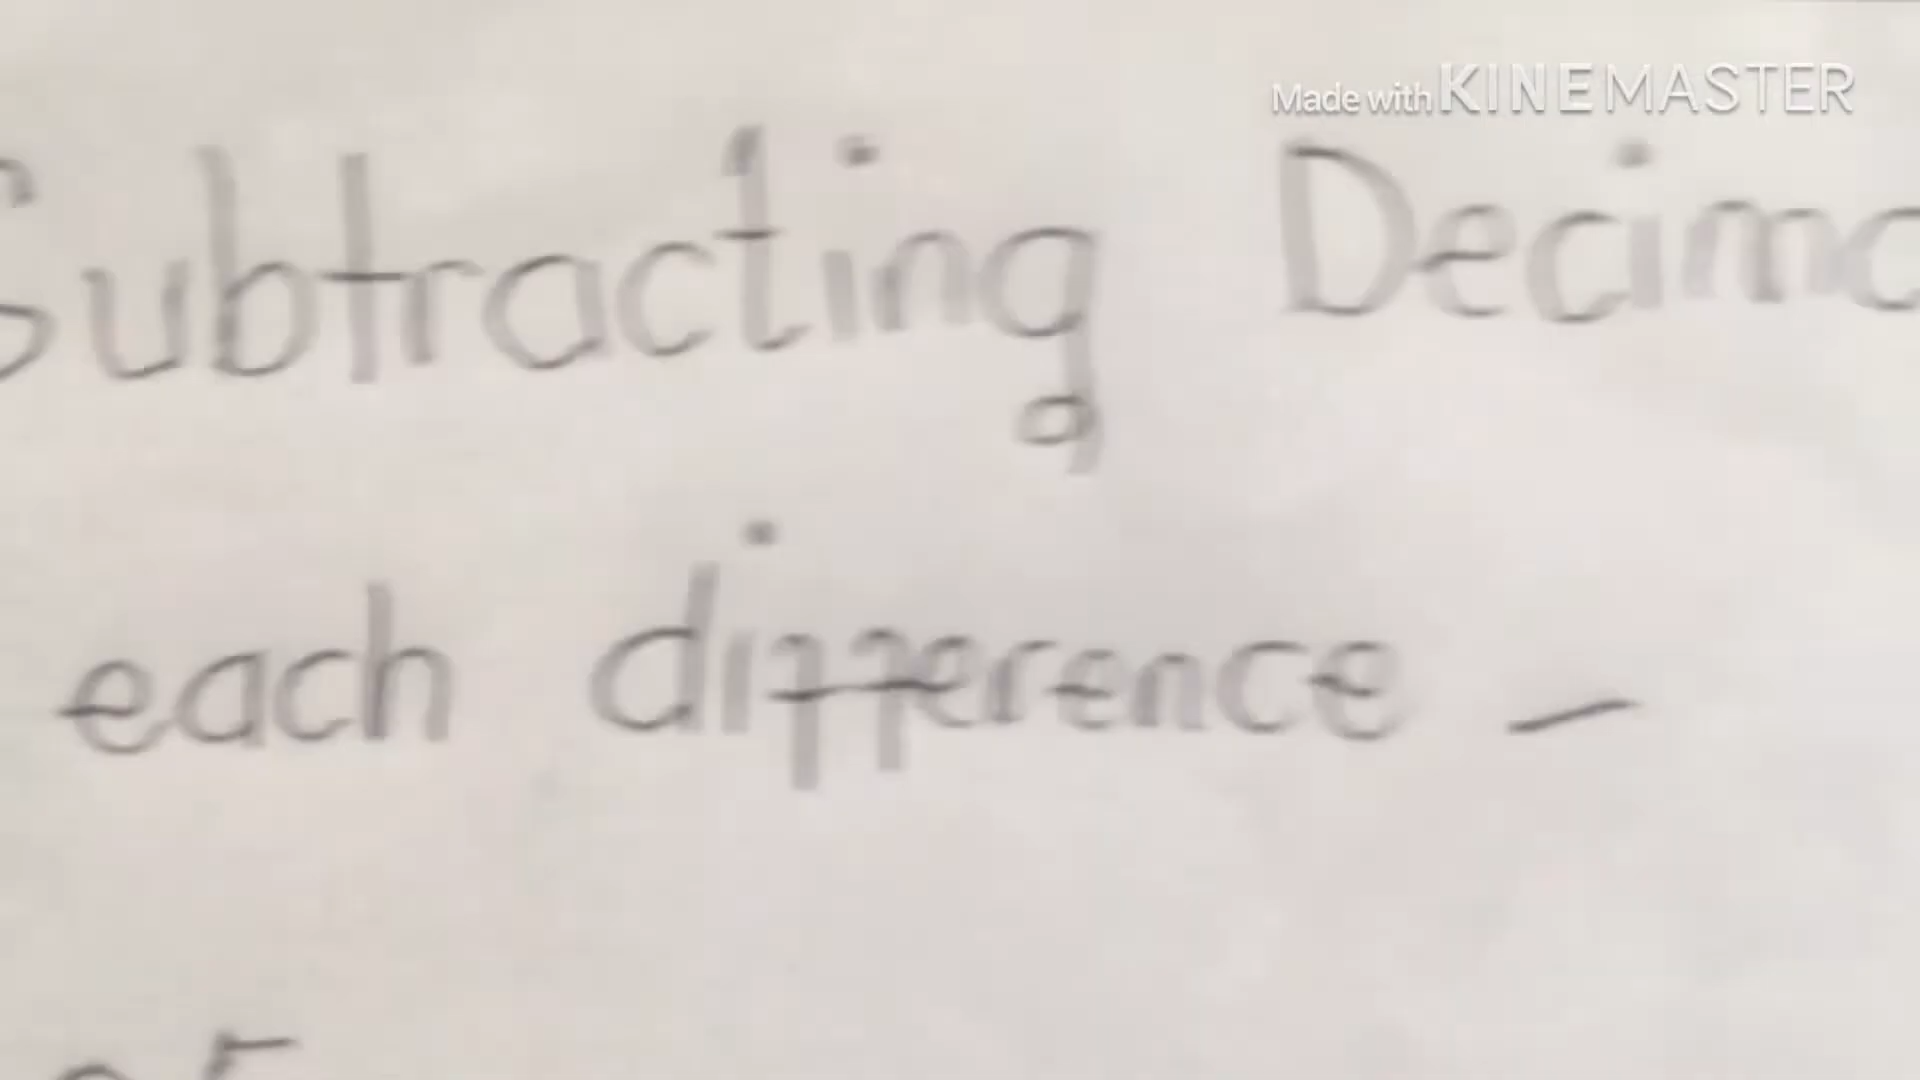 Made with KINEMASTER
Subtracting Decima
each difference –